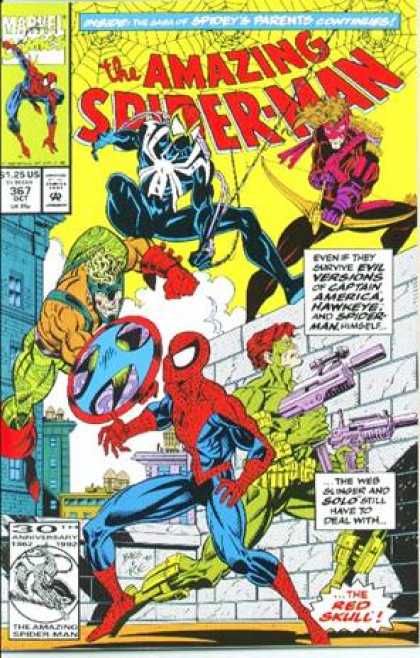 INSIDE: THE SAGA OF SPIDEY'S PARENTS CONTINUES!
MARVEL
COMICS
the AMAZING
SPIDER-MAN
$1.25 US
367
OCT
EVEN IF THEY
SURVIVE EVIL
VERSIONS
OF CAPTAIN
AMERICA,
HAWKEYE,
AND SPIDER-
MAN, HIMSELF...
...THE WEB
SLINGER AND
SOLO STILL
HAVE TO
DEAL WITH...
...THE
RED
SKULL!
30TH
ANNIVERSARY
1962 1992
THE AMAZING
SPIDER-MAN